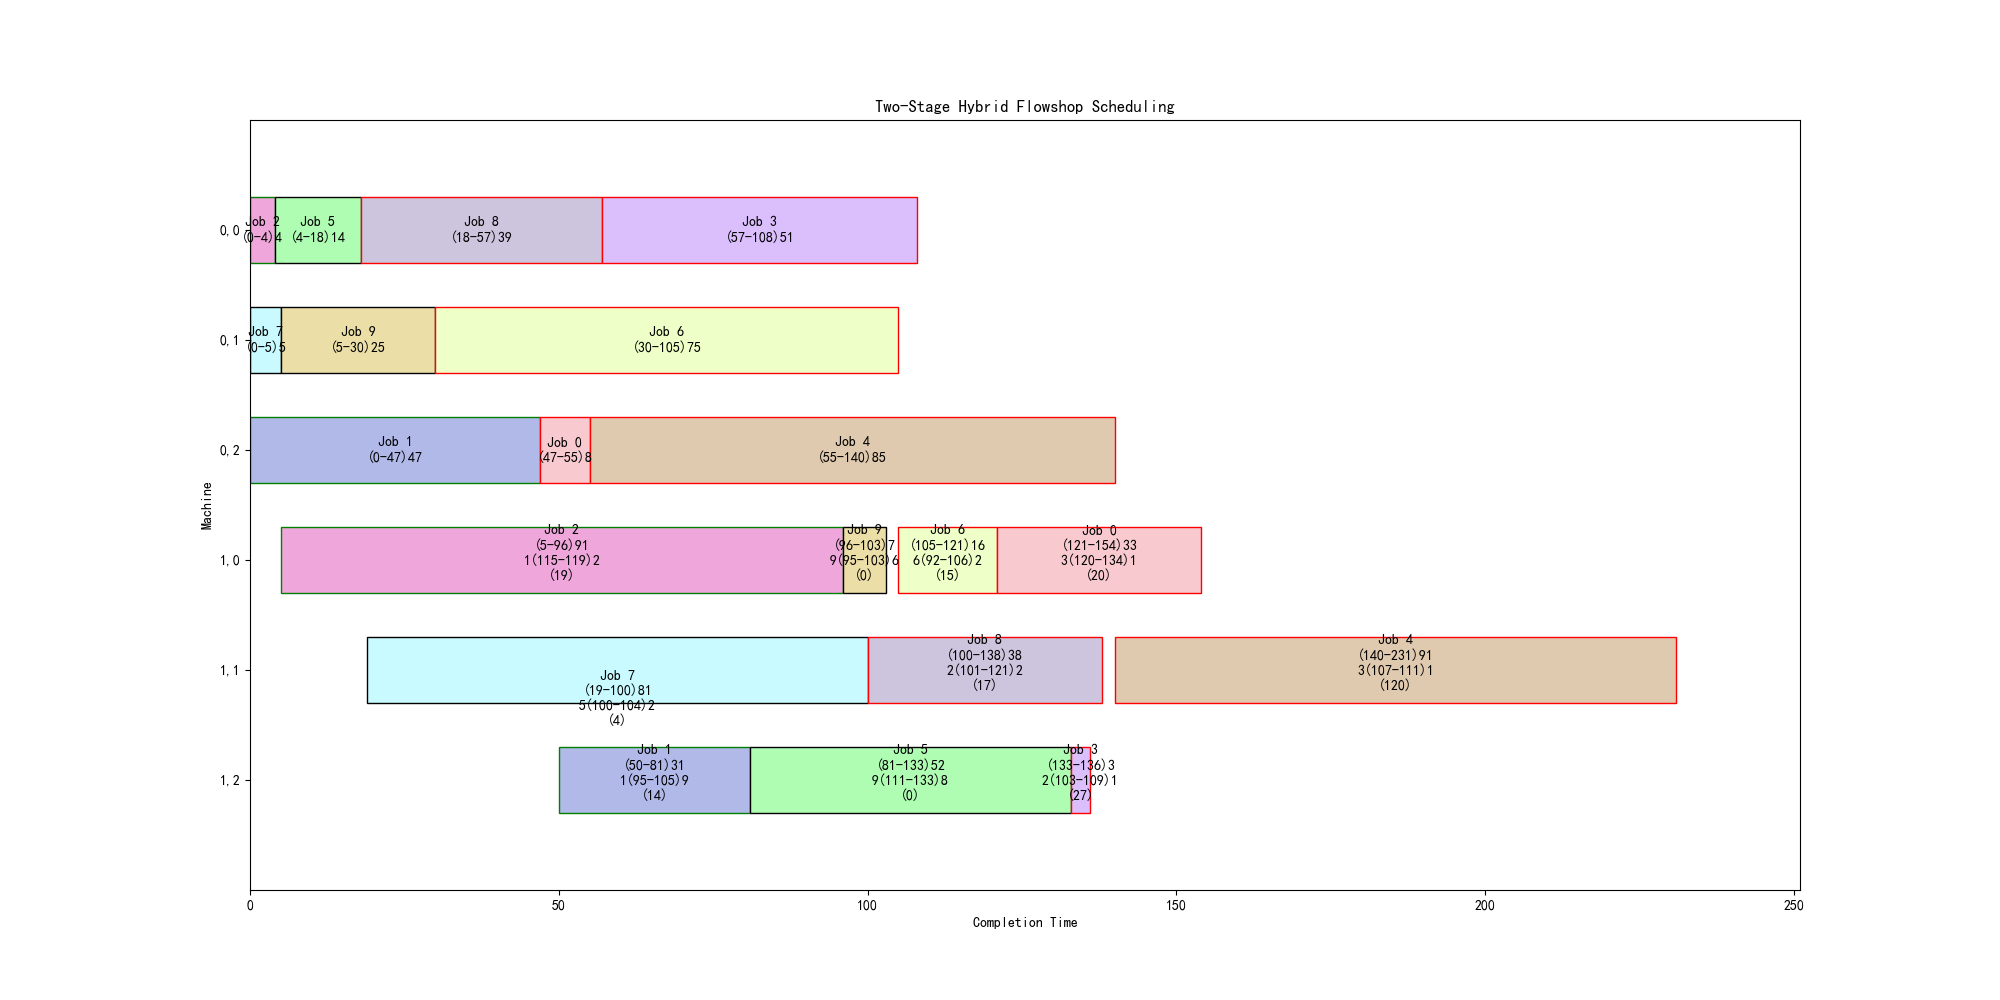 Two-Stage Hybrid Flowshop Scheduling
Machine
0,0
Job 2
(0-4)4
Job 5
(4-18)14
Job 8
(18-57)39
Job 3
(57-108)51
0,1
Job 7
(0-5)5
Job 9
(5-30)25
Job 6
(30-105)75
0,2
Job 1
(0-47)47
Job 0
(47-55)8
Job 4
(55-140)85
1,0
Job 2
(5-96)91
1(115-119)2
(19)
Job 9
(96-103)7
9(95-103)6
(0)
Job 6
(105-121)16
6(92-106)2
(15)
Job 0
(121-154)33
3(120-134)1
(20)
1,1
Job 7
(19-100)81
5(100-104)2
(4)
Job 8
(100-138)38
2(101-121)2
(17)
Job 4
(140-231)91
3(107-111)1
(120)
1,2
Job 1
(50-81)31
1(95-105)9
(14)
Job 5
(81-133)52
9(111-133)8
(0)
Job 3
(133-136)3
2(103-109)1
(27)
0 50 100 150 200 250
Completion Time